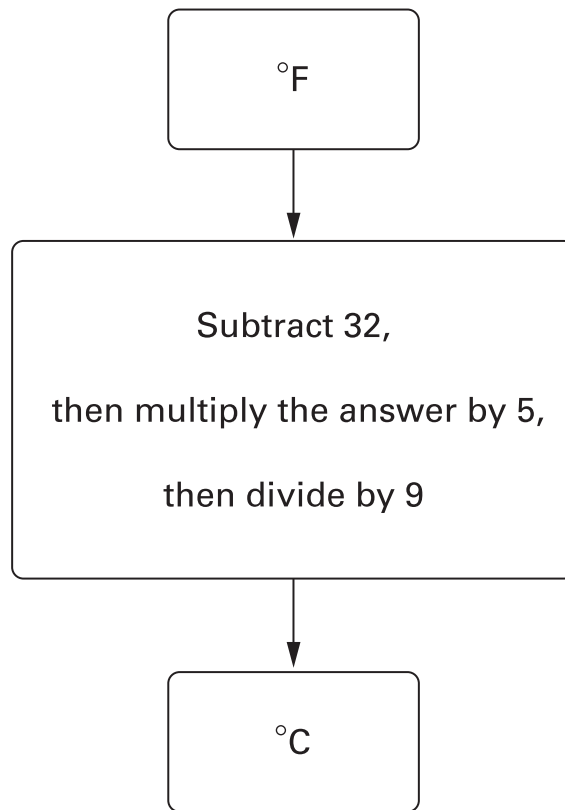 °F
Subtract 32,
then multiply the answer by 5,
then divide by 9
°C